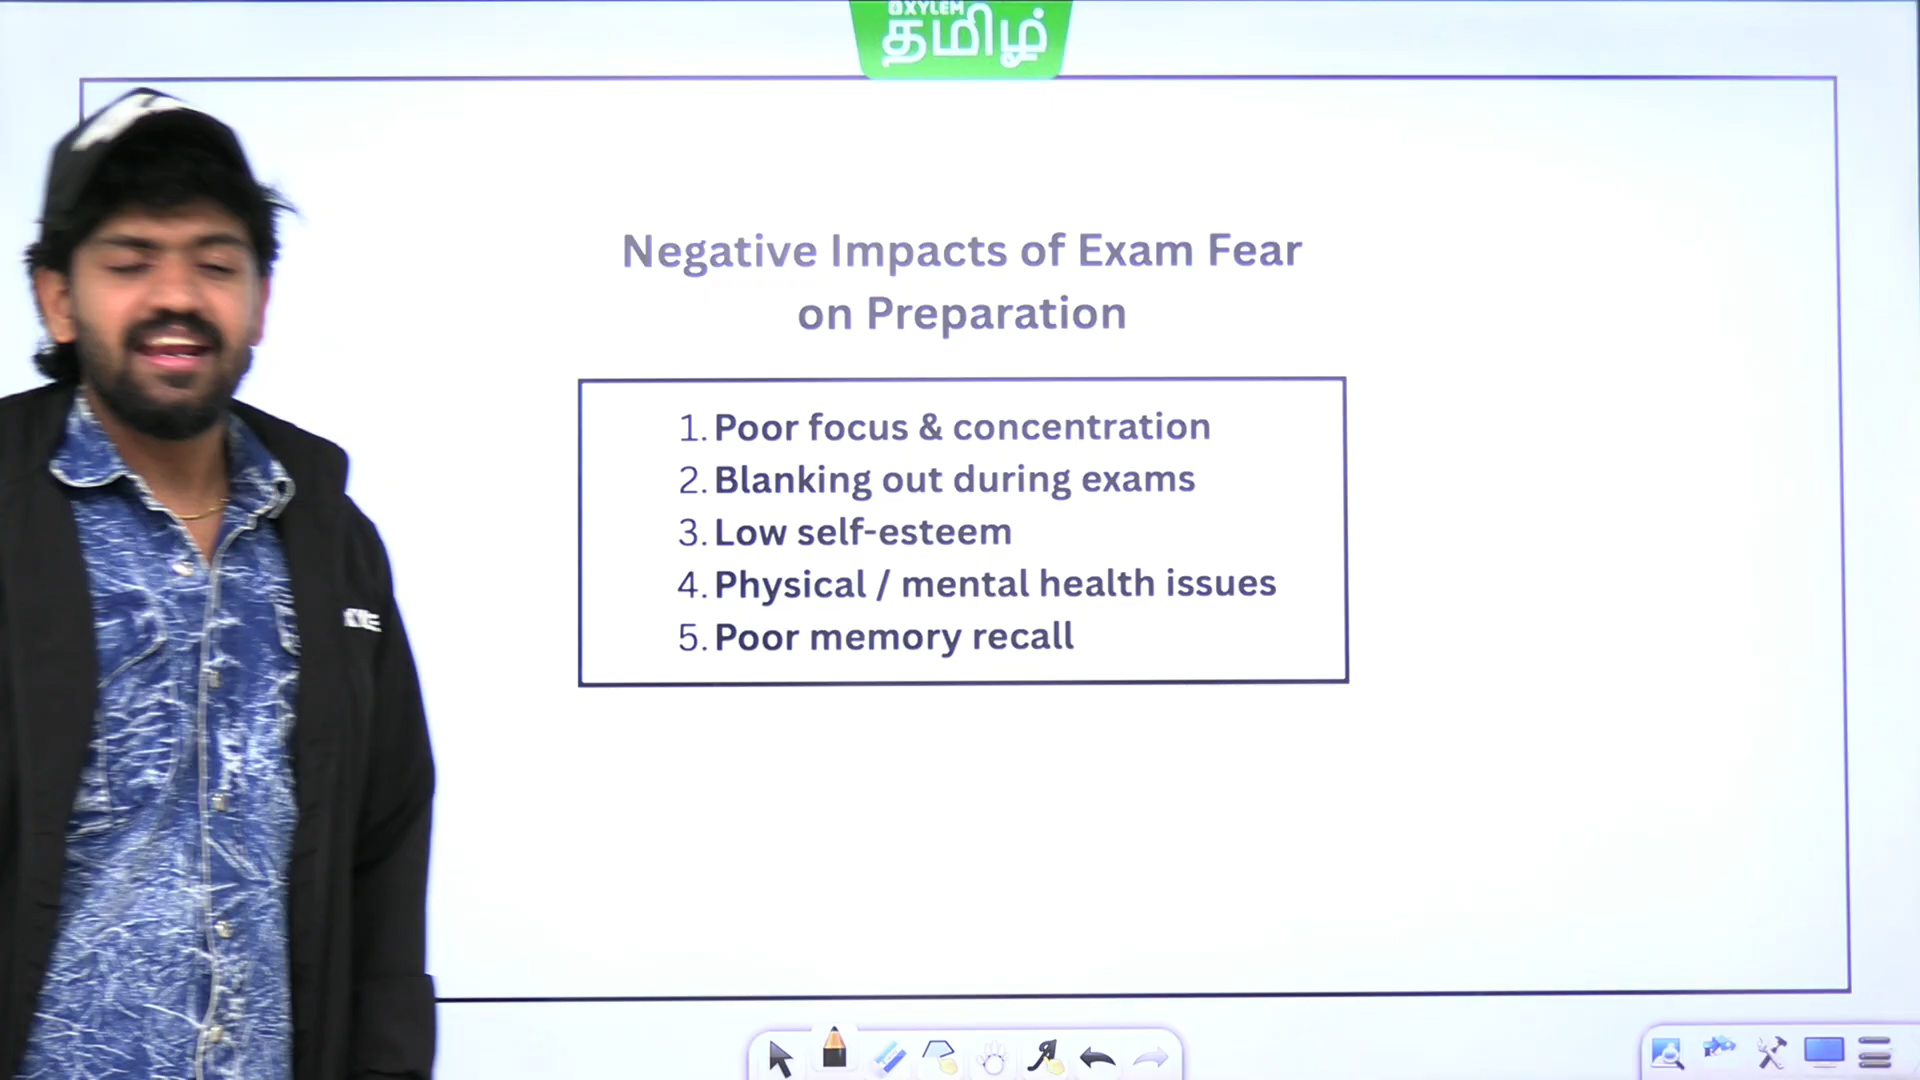 OXYLEM
தமிழ்
Negative Impacts of Exam Fear
on Preparation
1. Poor focus & concentration
2. Blanking out during exams
3. Low self-esteem
4. Physical / mental health issues
5. Poor memory recall